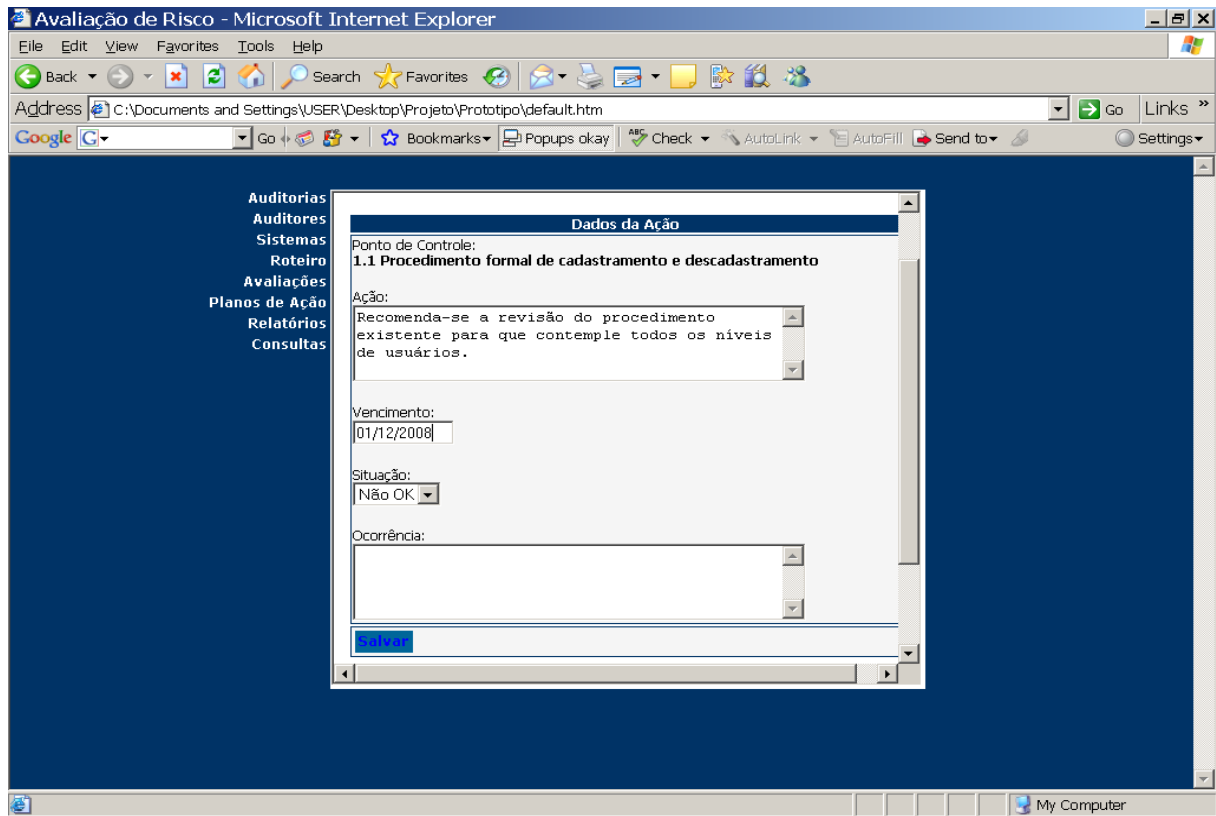 Avaliação de Risco - Microsoft Internet Explorer
File Edit View Favorites Tools Help
Back Search Favorites
Address C:\Documents and Settings\USER\Desktop\Projeto\Prototipo\default.htm Go Links »
Google G Go Bookmarks Popups okay ABC Check AutoLink AutoFill Send to Settings
Auditorias
Auditores
Sistemas
Roteiro
Avaliações
Planos de Ação
Relatórios
Consultas
Dados da Ação
Ponto de Controle:
1.1 Procedimento formal de cadastramento e descadastramento
Ação:
Recomenda-se a revisão do procedimento
existente para que contemple todos os níveis
de usuários.
Vencimento:
01/12/2008
Situação:
Não OK
Ocorrência:
Salvar
My Computer